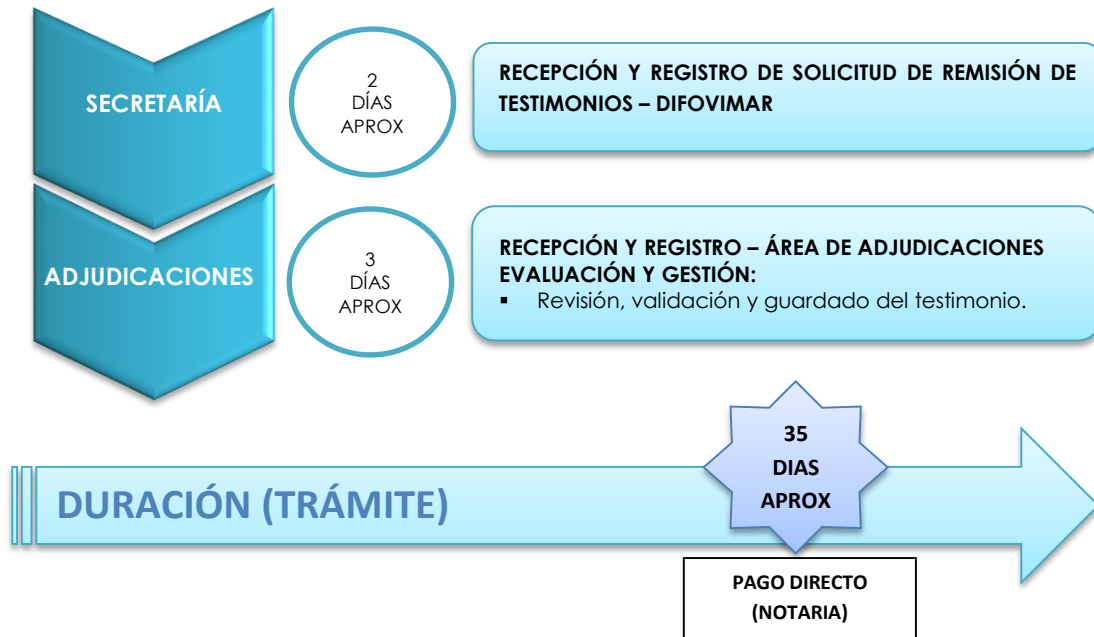 SECRETARÍA
2
DÍAS
APROX
RECEPCIÓN Y REGISTRO DE SOLICITUD DE REMISIÓN DE
TESTIMONIOS – DIFOVIMAR
ADJUDICACIONES
3
DÍAS
APROX
RECEPCIÓN Y REGISTRO – ÁREA DE ADJUDICACIONES
EVALUACIÓN Y GESTIÓN:
▪ Revisión, validación y guardado del testimonio.
35
DIAS
APROX
DURACIÓN (TRÁMITE)
PAGO DIRECTO
(NOTARIA)